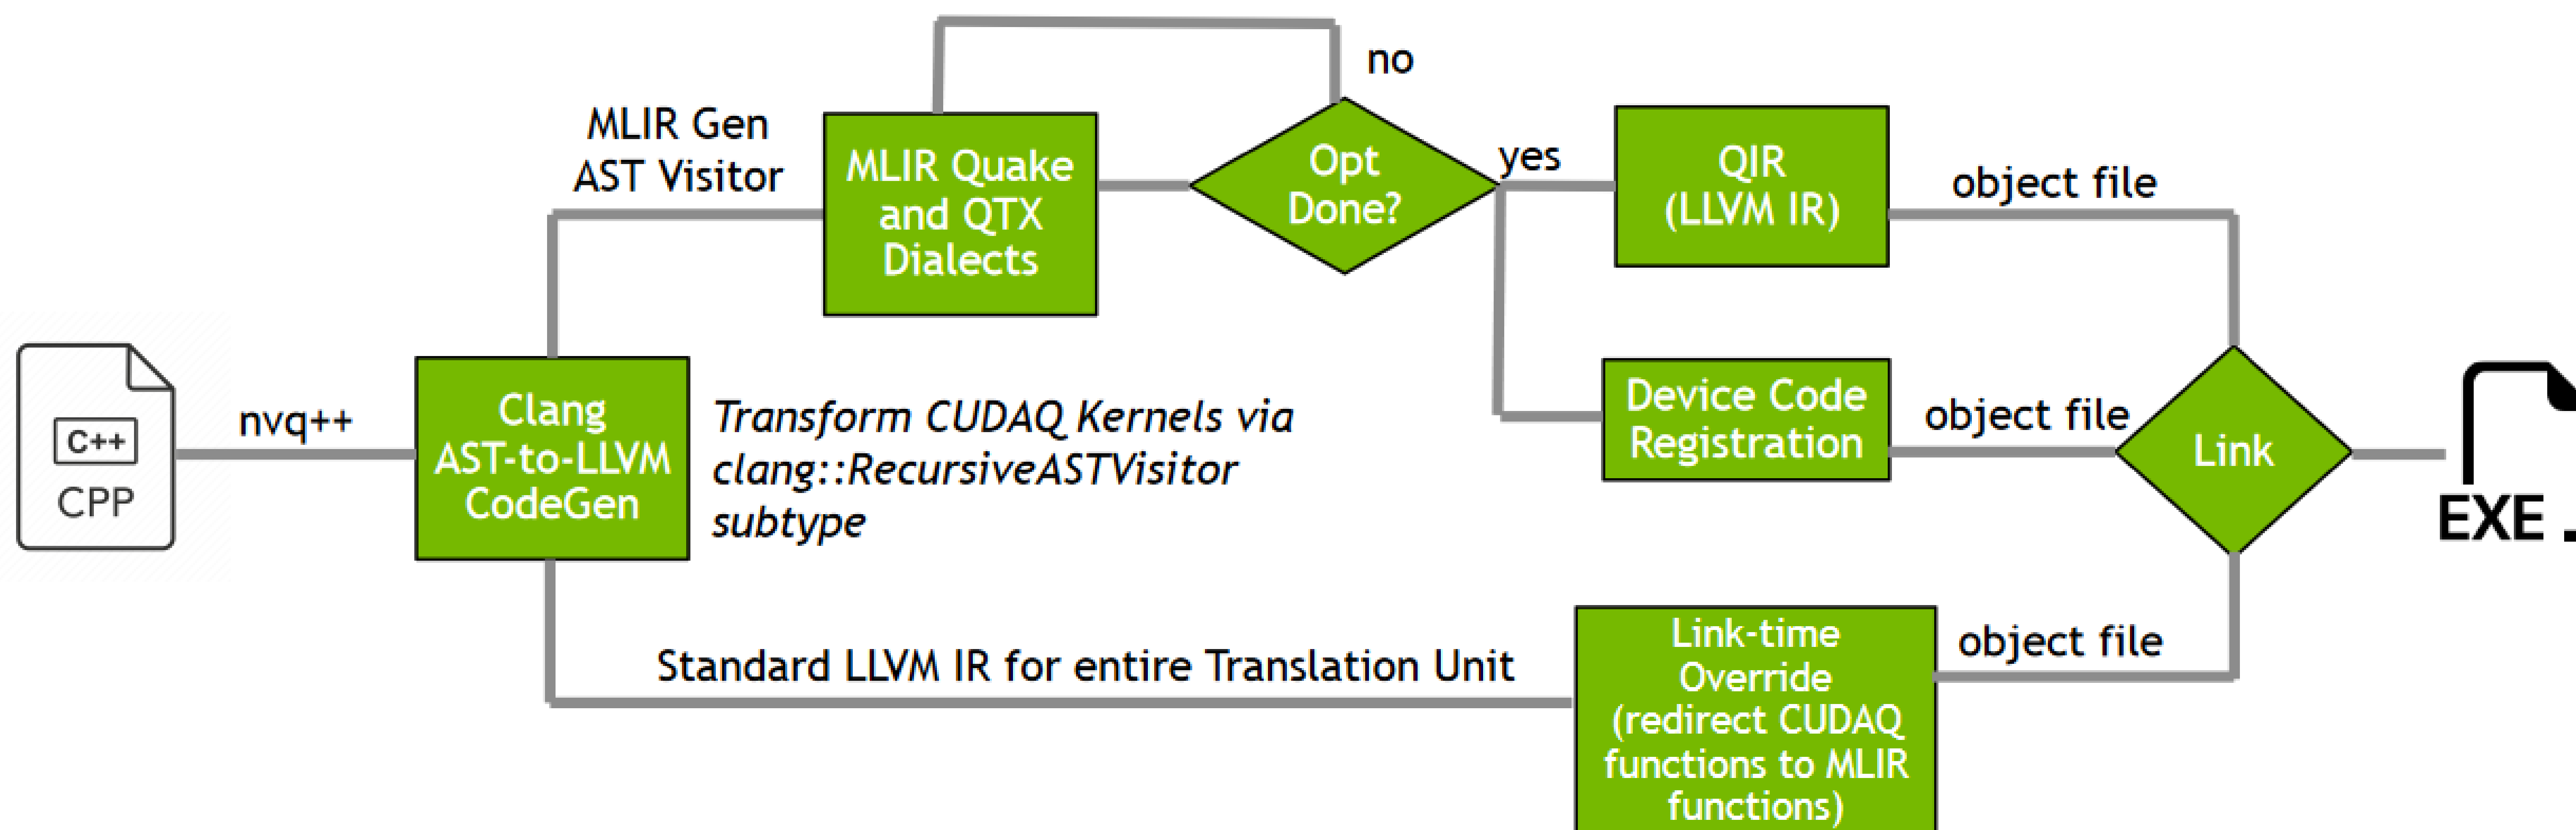 no
MLIR Gen
AST Visitor
MLIR Quake
and QTX
Dialects
Opt
Done?
yes
QIR
(LLVM IR)
object file
C++
CPP
nvq++
Clang
AST-to-LLVM
CodeGen
Transform CUDAQ Kernels via
clang::RecursiveASTVisitor
subtype
Device Code
Registration
object file
Link
EXE
Standard LLVM IR for entire Translation Unit
Link-time
Override
(redirect CUDAQ
functions to MLIR
functions)
object file